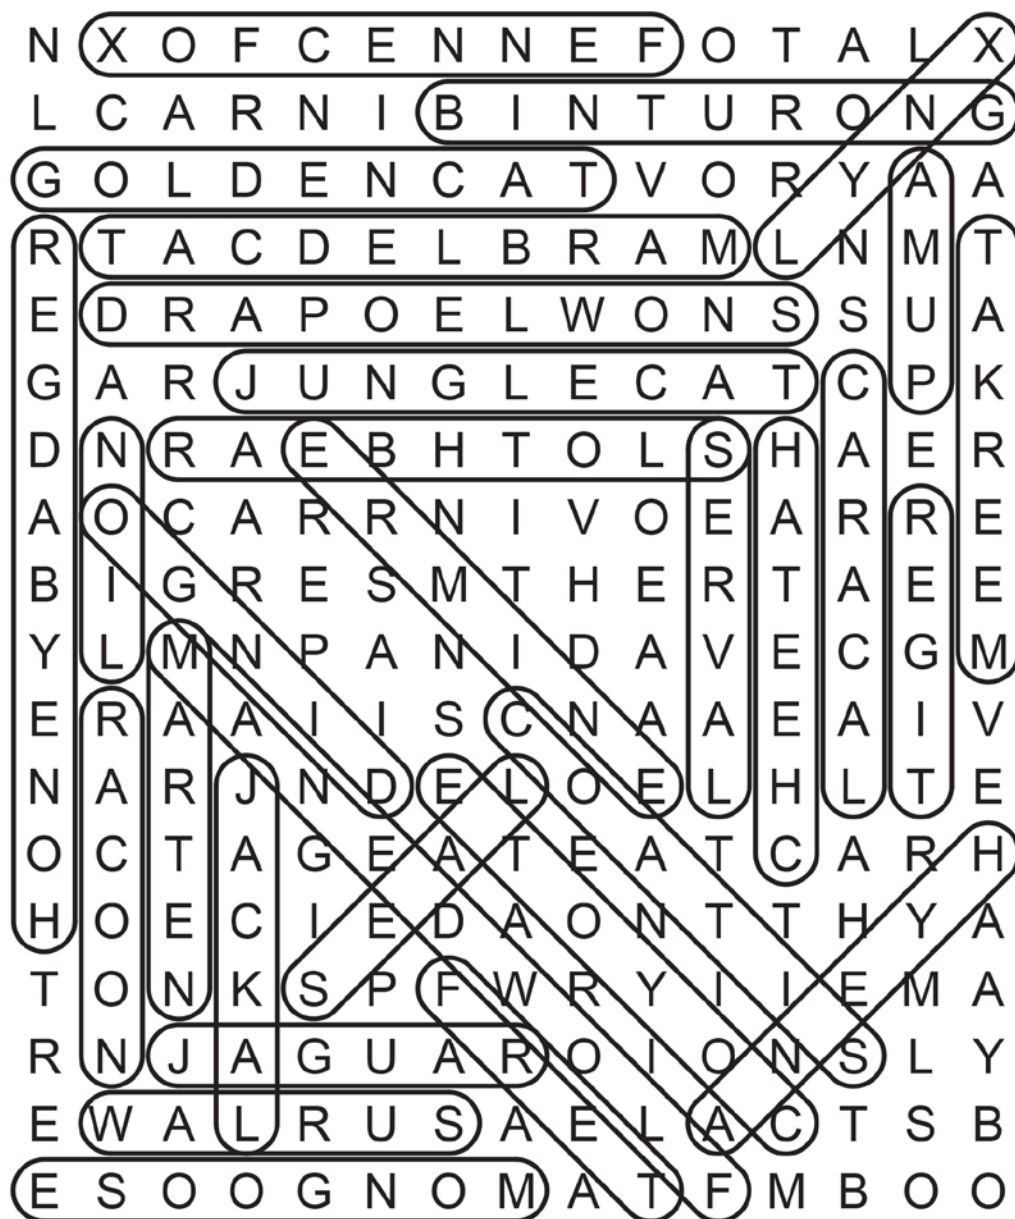 N X O F C E N N E F O T A L X
L C A R N I B I N T U R O N G
G O L D E N C A T V O R Y A A
R T A C D E L B R A M L N M T
E D R A P O E L W O N S S U A
G A R J U N G L E C A T C P K
D N R A E B H T O L S H A E R
A O C A R R N I V O E A R R E
B I G R E S M T H E R T A E E
Y L M N P A N I D A V E C G M
E R A A I I S C N A A E A I V
N A R J N D E L O E L H L T E
O C T A G E A T E A T C A R H
H O E C I E D A O N T T H Y A
T O N K S P F W R Y I I E M A
R N J A G U A R O I O N S L Y
E W A L R U S A E L A C T S B
E S O O G N O M A T F M B O O